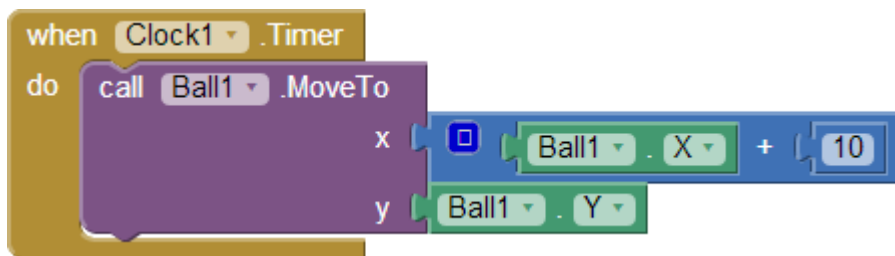 when Clock1 .Timer
do call Ball1 .MoveTo
x Ball1 . X + 10
y Ball1 . Y